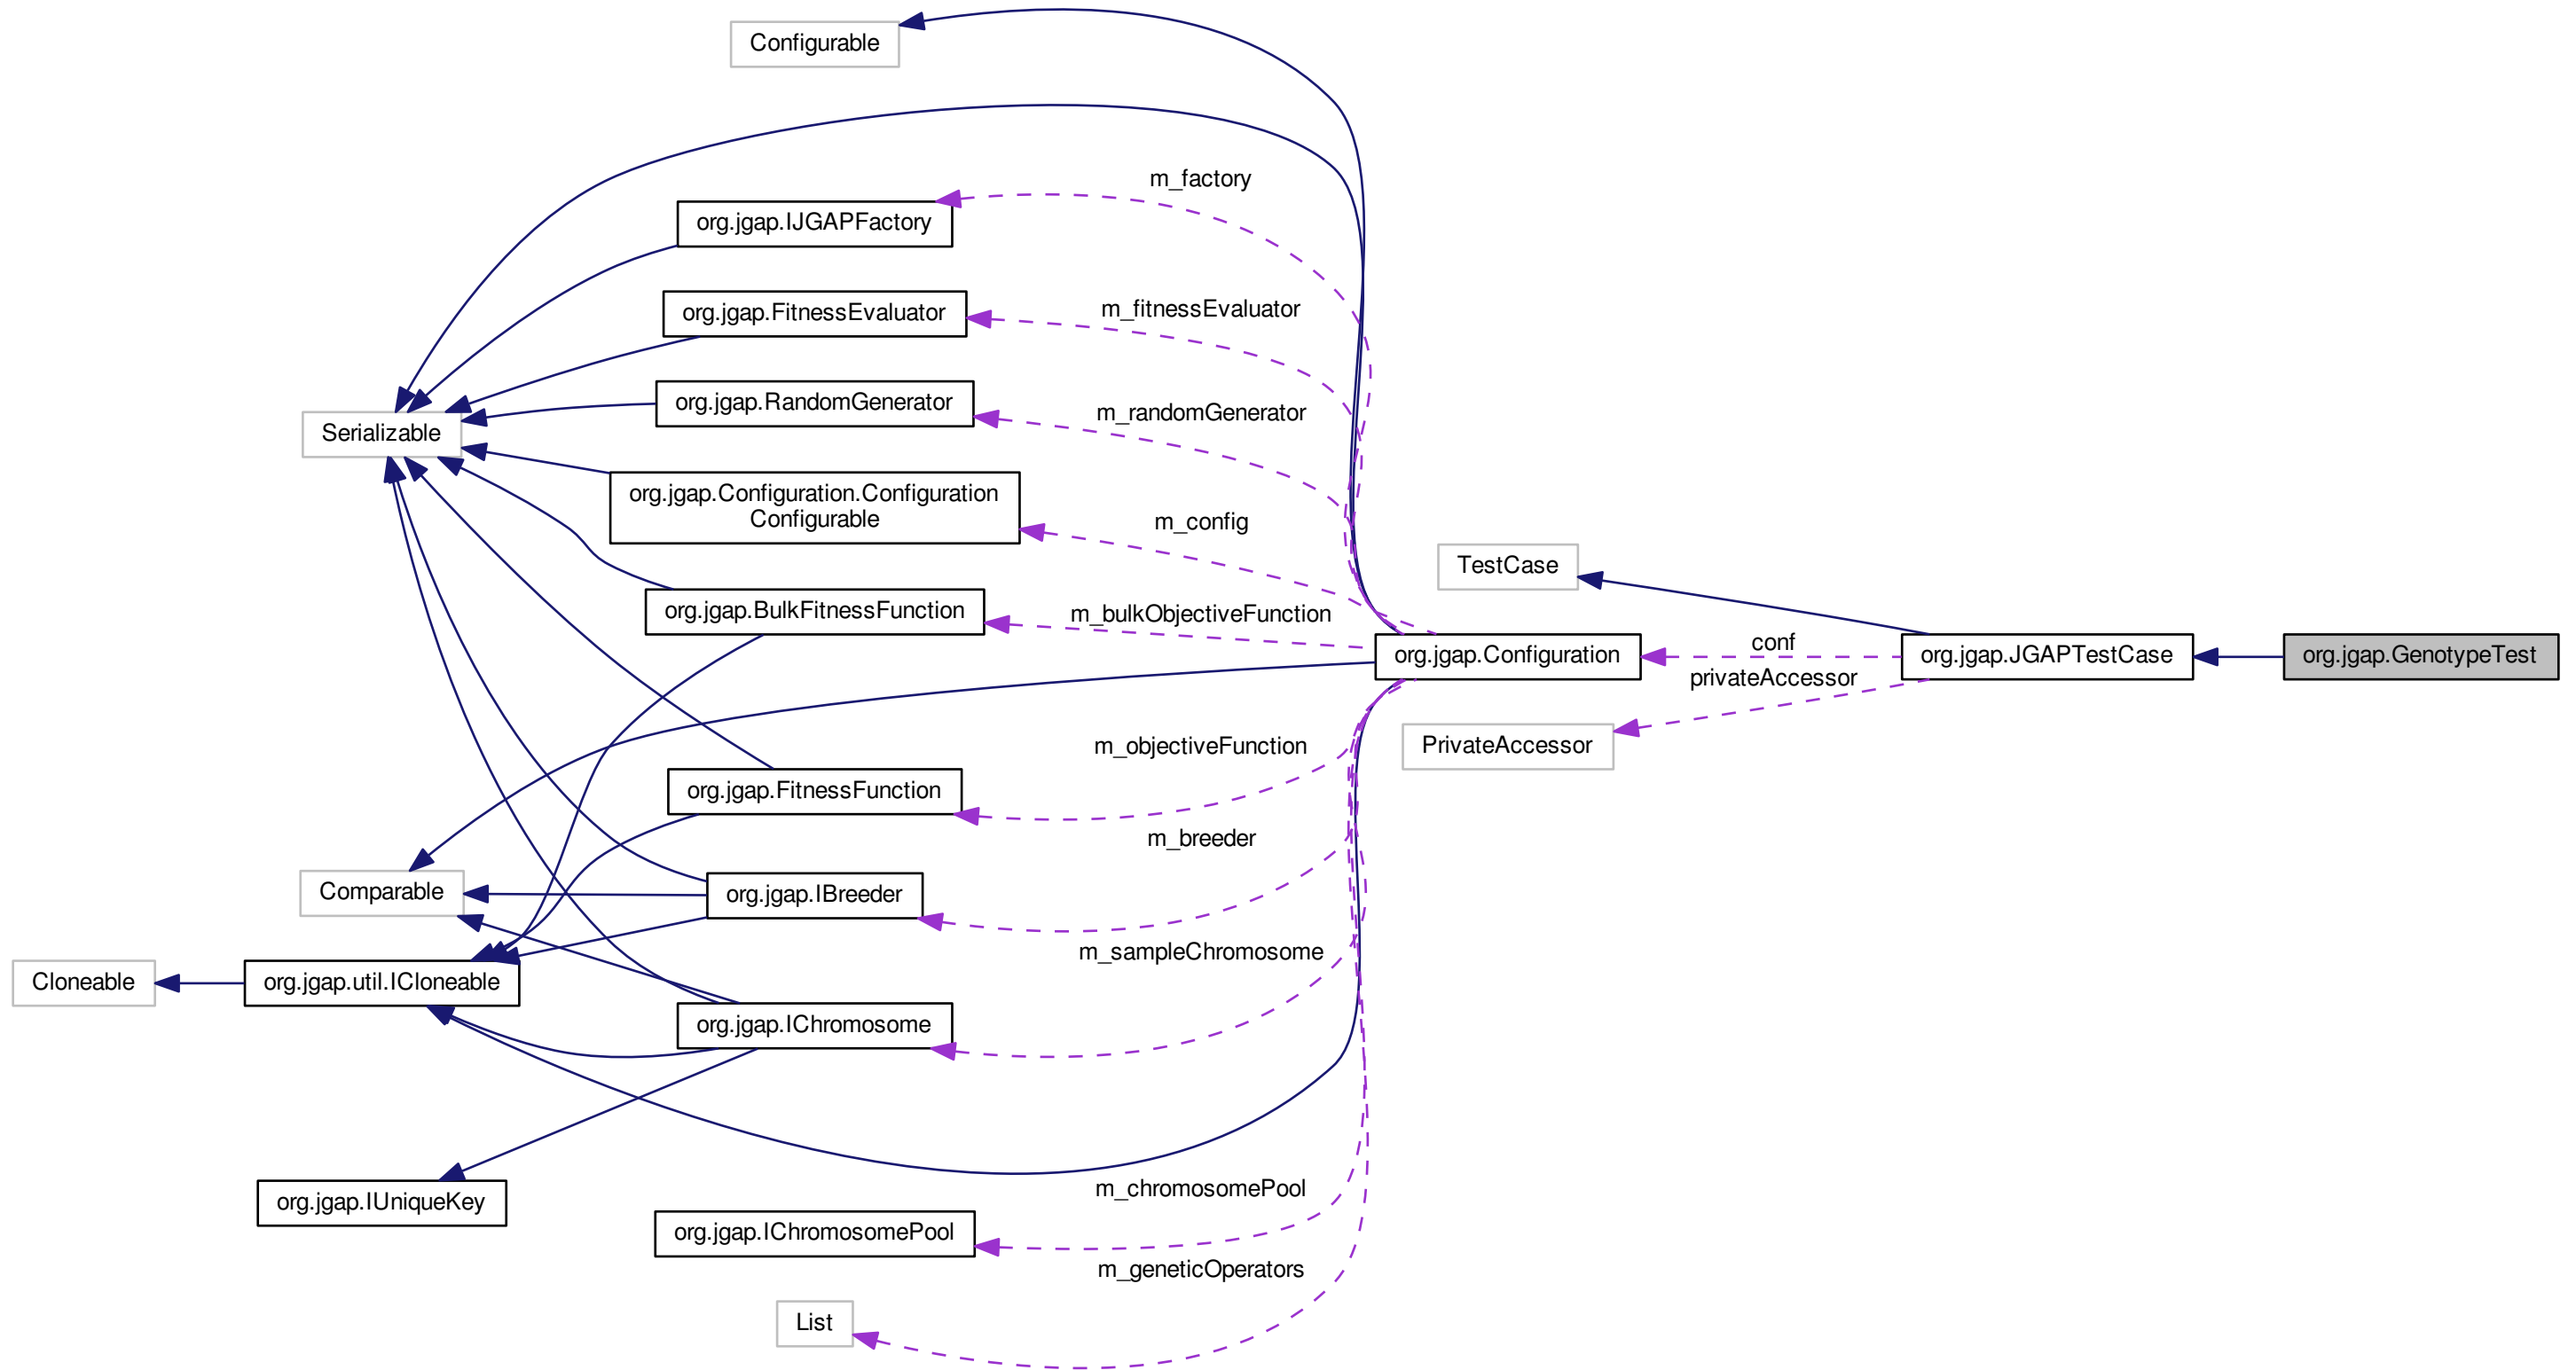 Configurable
m_factory
org.jgap.IJGAPFactory
m_fitnessEvaluator
org.jgap.FitnessEvaluator
org.jgap.RandomGenerator
m_randomGenerator
Serializable
org.jgap.Configuration.Configuration
Configurable
m_config
TestCase
org.jgap.BulkFitnessFunction
m_bulkObjectiveFunction
org.jgap.Configuration
conf
org.jgap.JGAPTestCase
org.jgap.GenotypeTest
privateAccessor
PrivateAccessor
m_objectiveFunction
org.jgap.FitnessFunction
m_breeder
Comparable
org.jgap.IBreeder
m_sampleChromosome
Cloneable
org.jgap.util.ICloneable
org.jgap.IChromosome
org.jgap.IUniqueKey
m_chromosomePool
org.jgap.IChromosomePool
m_geneticOperators
List